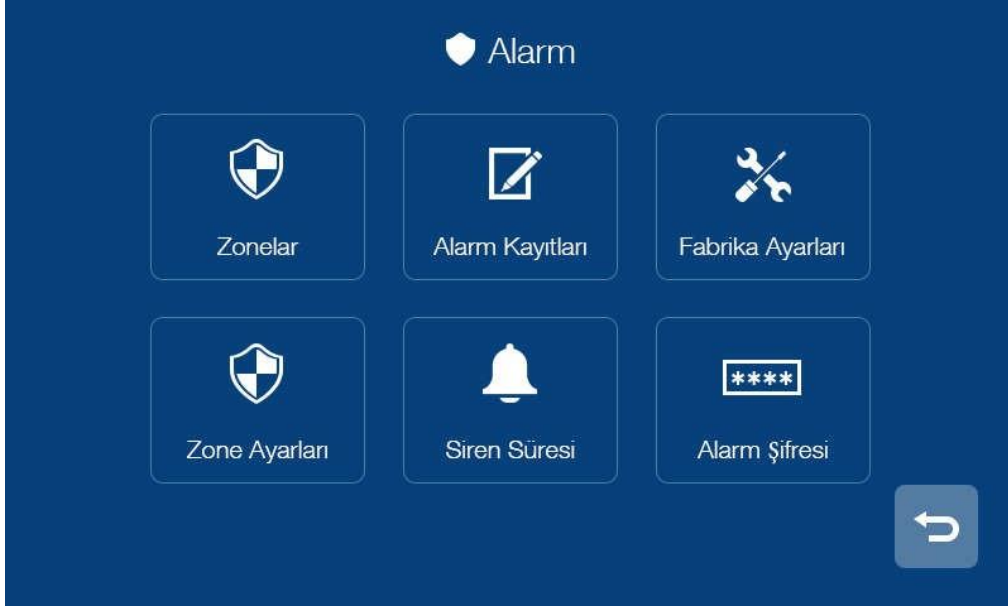 Alarm
Zonelar
Alarm Kayıtları
Fabrika Ayarları
Zone Ayarları
Siren Süresi
****
Alarm Şifresi